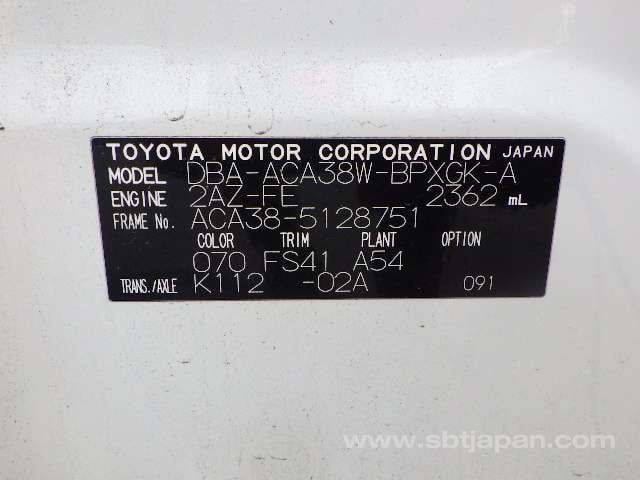 TOYOTA MOTOR CORPORATION JAPAN
MODEL DBA-ACA38W-BPXGK-A
ENGINE 2AZ-FE 2362 mL
FRAME No. ACA38-5128751
COLOR TRIM PLANT OPTION
070 FS41 A54
TRANS./AXLE K112 -02A 091
www.sbtjapan.com